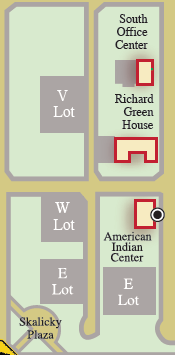 South
Office
Center
V
Lot
Richard
Green
House
W
Lot
American
Indian
Center
E
Lot
E
Lot
Skalicky
Plaza